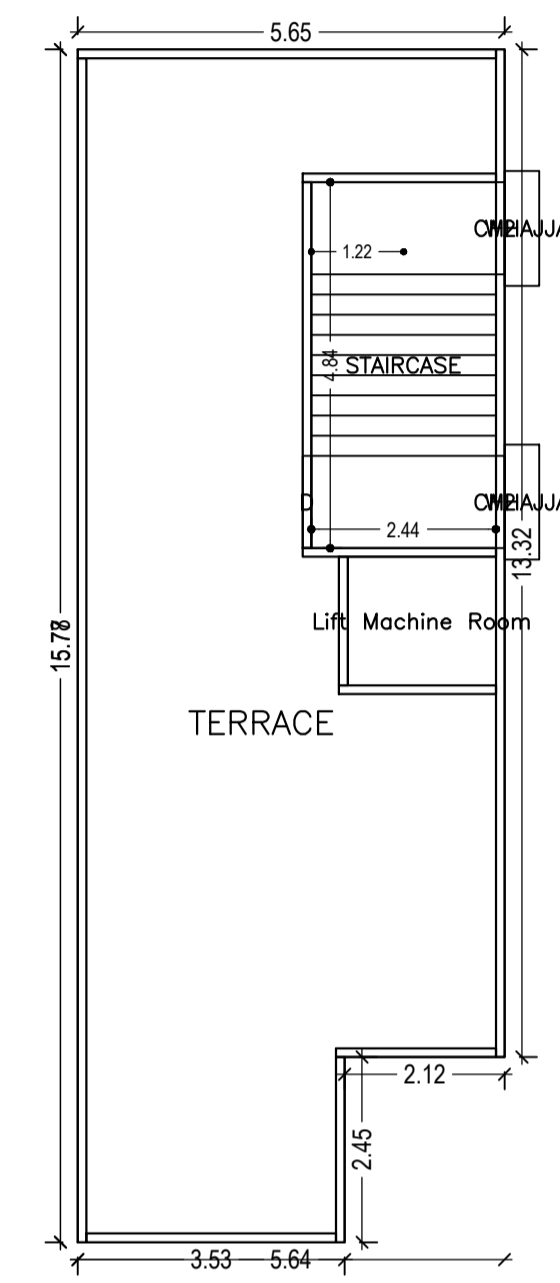 5.65
1.22
4.84
STAIRCASE
D
2.44
13.32
Lift Machine Room
TERRACE
2.12
2.45
3.53
5.64